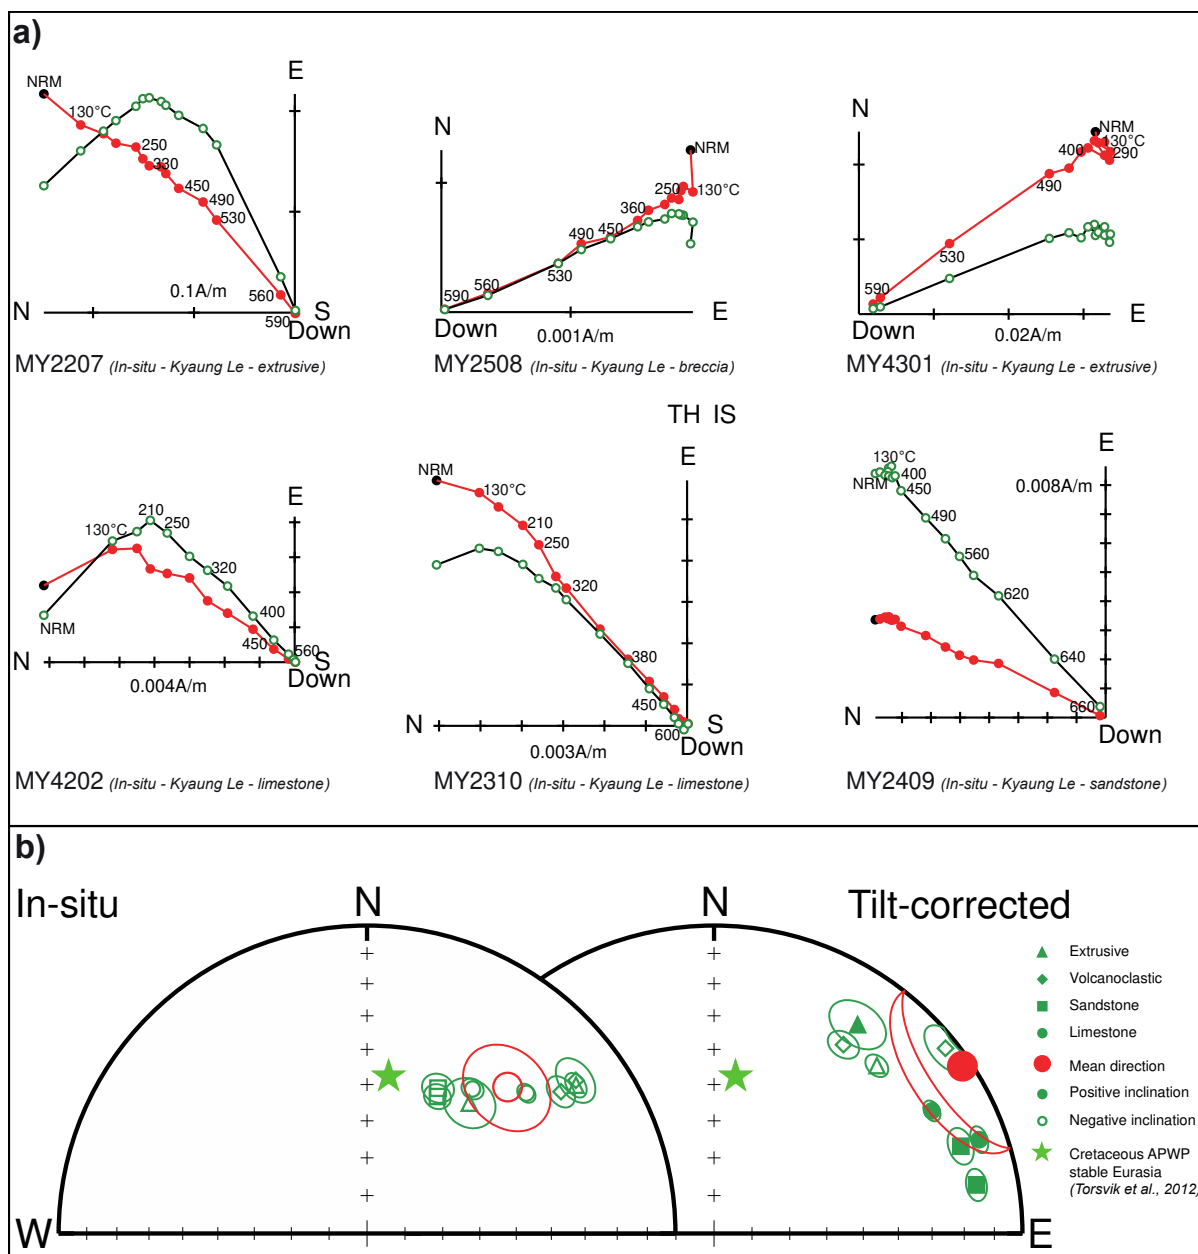 a)
E
NRM
130°C
250
330
450
490
530
0.1A/m
560
590
N
S
Down
MY2207 (In-situ - Kyaung Le - extrusive)
N
NRM
250
130°C
360
490
450
530
560
590
Down
0.001A/m
E
MY2508 (In-situ - Kyaung Le - breccia)
N
NRM
130°C
400
290
490
530
590
Down
0.02A/m
E
MY4301 (In-situ - Kyaung Le - extrusive)
TH IS
E
210
130°C
250
320
400
NRM
450
560
N
S
0.004A/m
Down
MY4202 (In-situ - Kyaung Le - limestone)
E
NRM
130°C
210
250
320
380
450
600
N
S
0.003A/m
Down
MY2310 (In-situ - Kyaung Le - limestone)
E
130°C
NRM
400
450
0.008A/m
490
560
620
640
660
N
Down
MY2409 (In-situ - Kyaung Le - sandstone)
b)
In-situ
N
N
Tilt-corrected
W
E
Extrusive
Volcanoclastic
Sandstone
Limestone
Mean direction
Positive inclination
Negative inclination
Cretaceous APWP
stable Eurasia
(Torsvik et al., 2012)